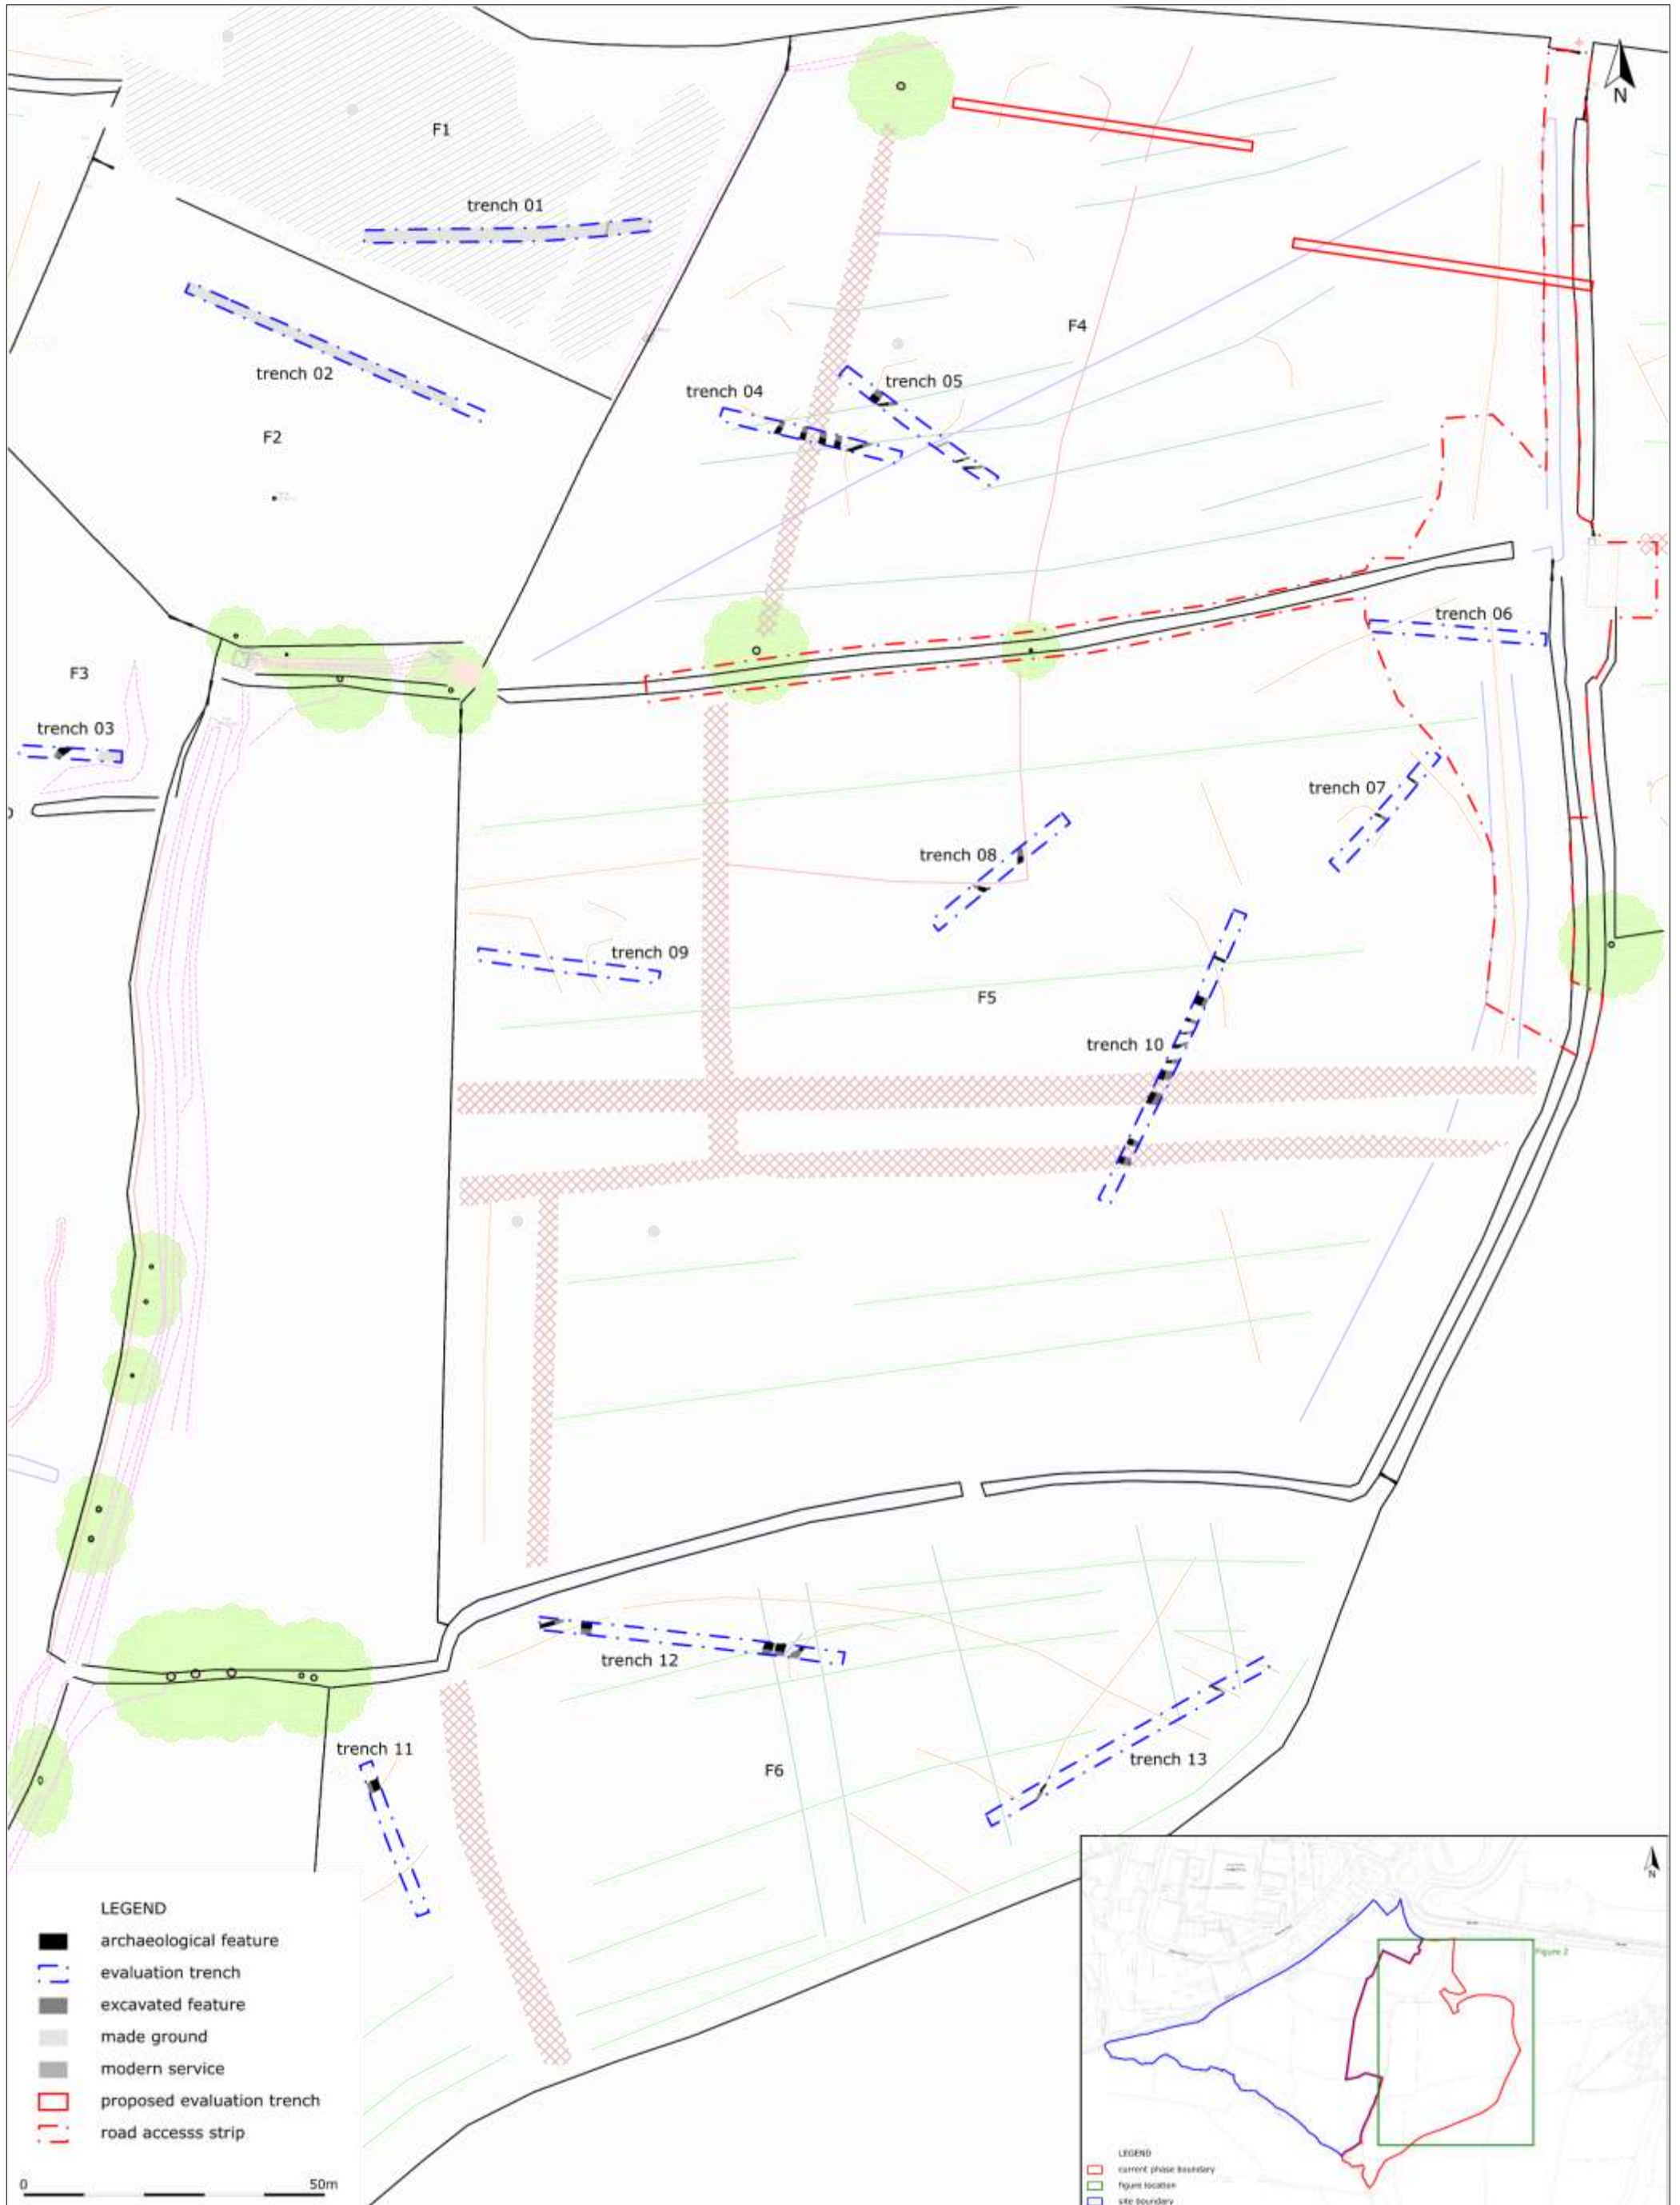 N
F1
trench 01
trench 02
F2
F4
trench 04
trench 05
trench 06
F3
trench 03
trench 07
trench 08
trench 09
F5
trench 10
trench 12
trench 11
F6
trench 13
LEGEND
archaeological feature
evaluation trench
excavated feature
made ground
modern service
proposed evaluation trench
road accesss strip
0 50m
N
Figure 2
LEGEND
current phase boundary
figure location
site boundary